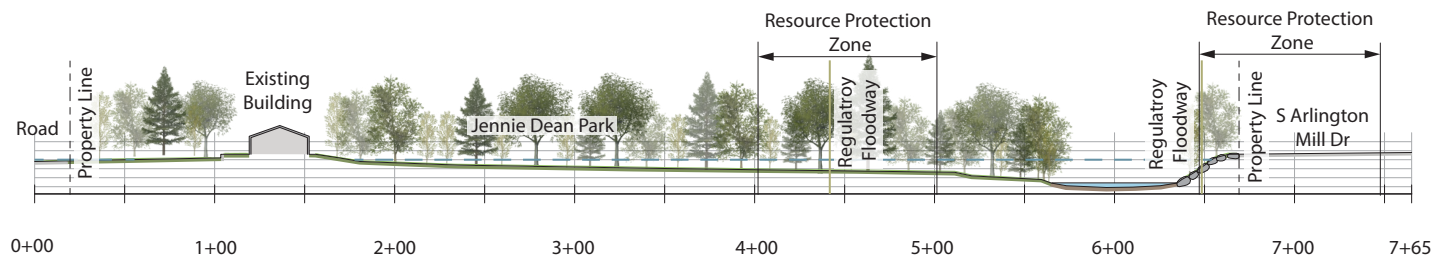 Resource Protection
Zone
Resource Protection
Zone
Road
Property Line
Existing
Building
Jennie Dean Park
Regulatroy
Floodway
Regulatroy
Floodway
Property Line
S Arlington
Mill Dr
0+00
1+00
2+00
3+00
4+00
5+00
6+00
7+00
7+65